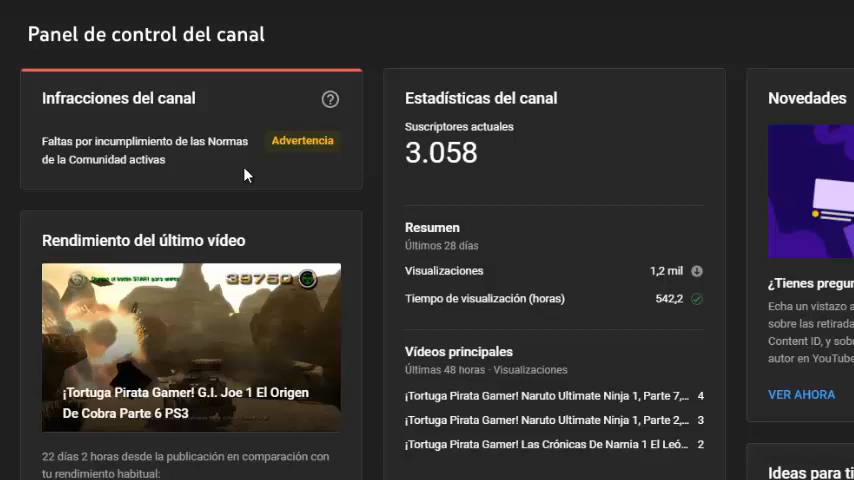 Panel de control del canal
Infracciones del canal
Faltas por incumplimiento de las Normas
de la Comunidad activas
Advertencia
Rendimiento del último vídeo
39750
¡Tortuga Pirata Gamer! G.I. Joe 1 El Origen
De Cobra Parte 6 PS3
22 días 2 horas desde la publicación en comparación con
tu rendimiento habitual:
Estadísticas del canal
Suscriptores actuales
3.058
Resumen
Últimos 28 días
Visualizaciones 1,2 mil
Tiempo de visualización (horas) 542,2
Vídeos principales
Últimas 48 horas · Visualizaciones
¡Tortuga Pirata Gamer! Naruto Ultimate Ninja 1, Parte 7,... 4
¡Tortuga Pirata Gamer! Naruto Ultimate Ninja 1, Parte 2,... 3
¡Tortuga Pirata Gamer! Las Crónicas De Narnia 1 El Leó... 2
Novedades
¿Tienes pregun
Echa un vistazo a
sobre las retirada
Content ID, y sob
autor en YouTube
VER AHORA
Ideas para ti